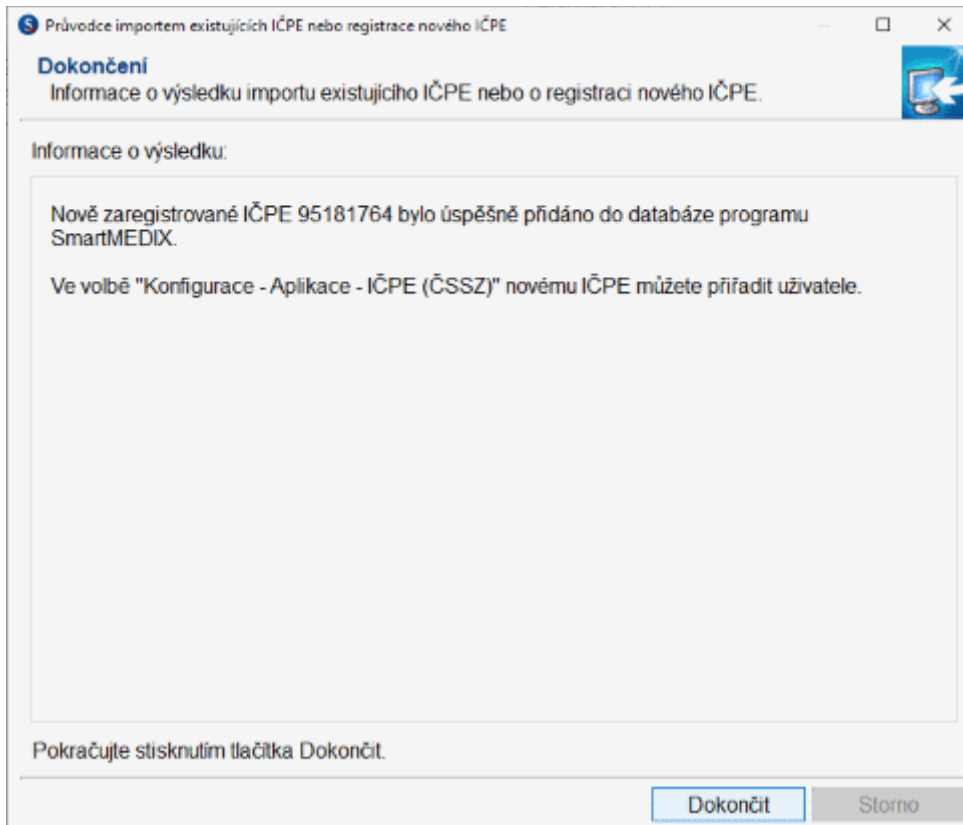 S Průvodce importem existujících IČPE nebo registrace nového IČPE
Dokončení
Informace o výsledku importu existujícího IČPE nebo o registraci nového IČPE.
Informace o výsledku:
Nově zaregistrované IČPE 95181764 bylo úspěšně přidáno do databáze programu
SmartMEDIX.
Ve volbě "Konfigurace - Aplikace - IČPE (ČSSZ)" novému IČPE můžete přiřadit uživatele.
Pokračujte stisknutím tlačítka Dokončit.
Dokončit Storno